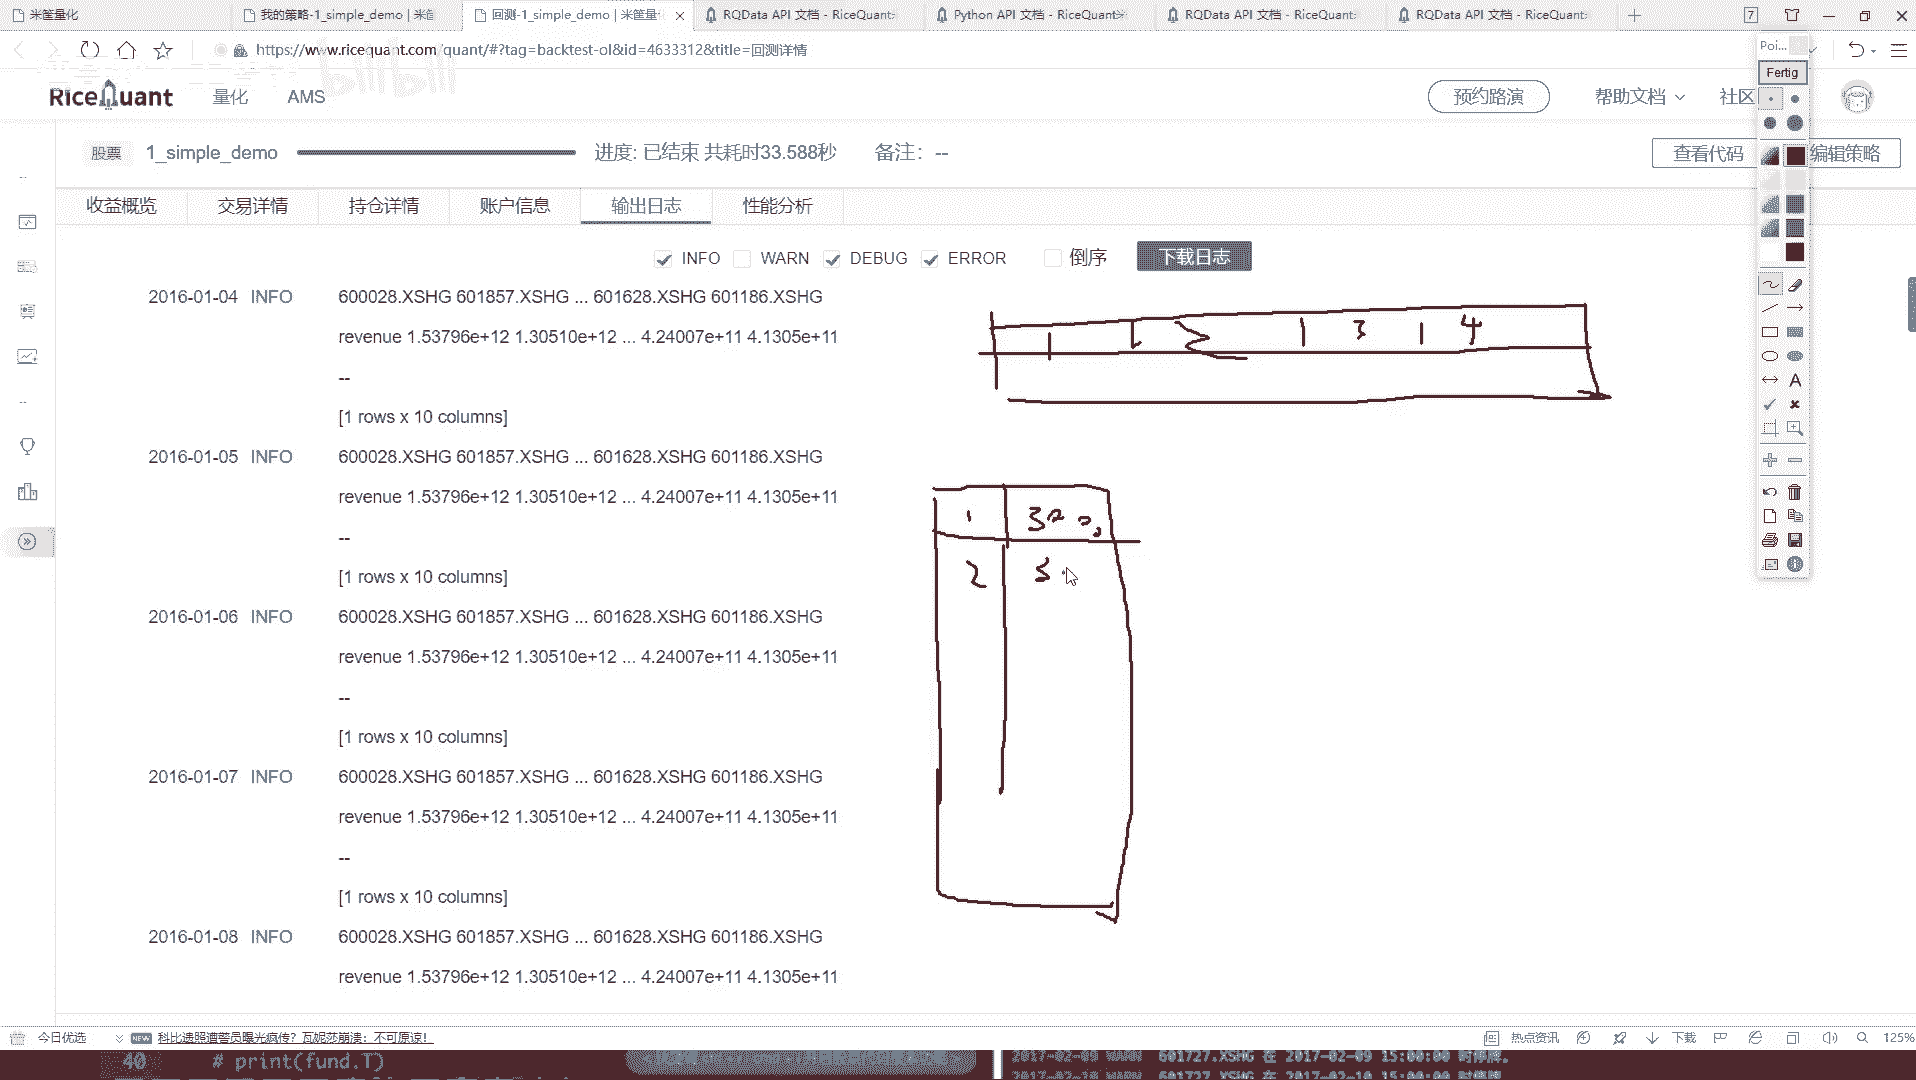 米筐量化
我的策略-1_simple_demo | 米筐
回测-1_simple_demo | 米筐量化
RQData API 文档 - RiceQuant
Python API 文档 - RiceQuant米
RQData API 文档 - RiceQuant
RQData API 文档 - RiceQuant
7
https://www.ricequant.com/quant/#?tag=backtest-ol&id=4633312&title=回测详情
bilibili
RiceQuant
量化
AMS
预约路演
帮助文档
社区
Poi...
Fertig
股票
1_simple_demo
进度: 已结束 共耗时33.588秒
备注: --
查看代码
编辑策略
收益概览
交易详情
持仓详情
账户信息
输出日志
性能分析
INFO
WARN
DEBUG
ERROR
倒序
下载日志
2016-01-04 INFO 600028.XSHG 601857.XSHG ... 601628.XSHG 601186.XSHG
revenue 1.53796e+12 1.30510e+12 ... 4.24007e+11 4.1305e+11
--
[1 rows x 10 columns]
2016-01-05 INFO 600028.XSHG 601857.XSHG ... 601628.XSHG 601186.XSHG
revenue 1.53796e+12 1.30510e+12 ... 4.24007e+11 4.1305e+11
--
[1 rows x 10 columns]
2016-01-06 INFO 600028.XSHG 601857.XSHG ... 601628.XSHG 601186.XSHG
revenue 1.53796e+12 1.30510e+12 ... 4.24007e+11 4.1305e+11
--
[1 rows x 10 columns]
2016-01-07 INFO 600028.XSHG 601857.XSHG ... 601628.XSHG 601186.XSHG
revenue 1.53796e+12 1.30510e+12 ... 4.24007e+11 4.1305e+11
--
[1 rows x 10 columns]
2016-01-08 INFO 600028.XSHG 601857.XSHG ... 601628.XSHG 601186.XSHG
revenue 1.53796e+12 1.30510e+12 ... 4.24007e+11 4.1305e+11
2 3 4
1
2
A
今日优选
NEW
科比遗照遭警员曝光疯传? 瓦妮莎崩溃: 不可原谅!
热点资讯
下载
125%
40 # print(fund.T)
2017-02-09 WARN 601727.XSHG 在 2017-02-09 15:00:00 时停牌。
2017-02-10 WARN 601727.XSHG 在 2017-02-10 15:00:00 时停牌。